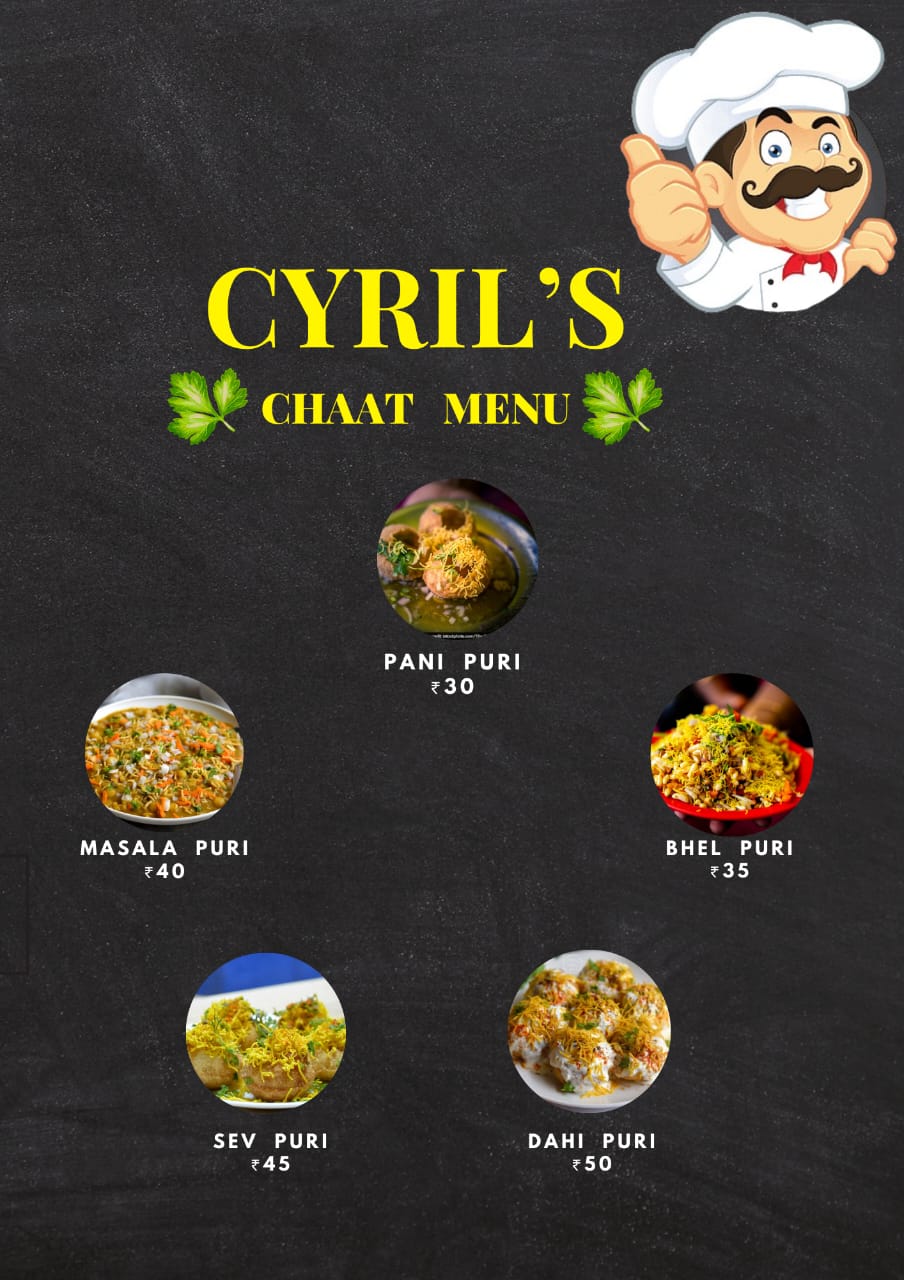 CYRIL'S
CHAAT MENU
PANI PURI
₹30
MASALA PURI
₹40
BHEL PURI
₹35
SEV PURI
₹45
DAHI PURI
₹50